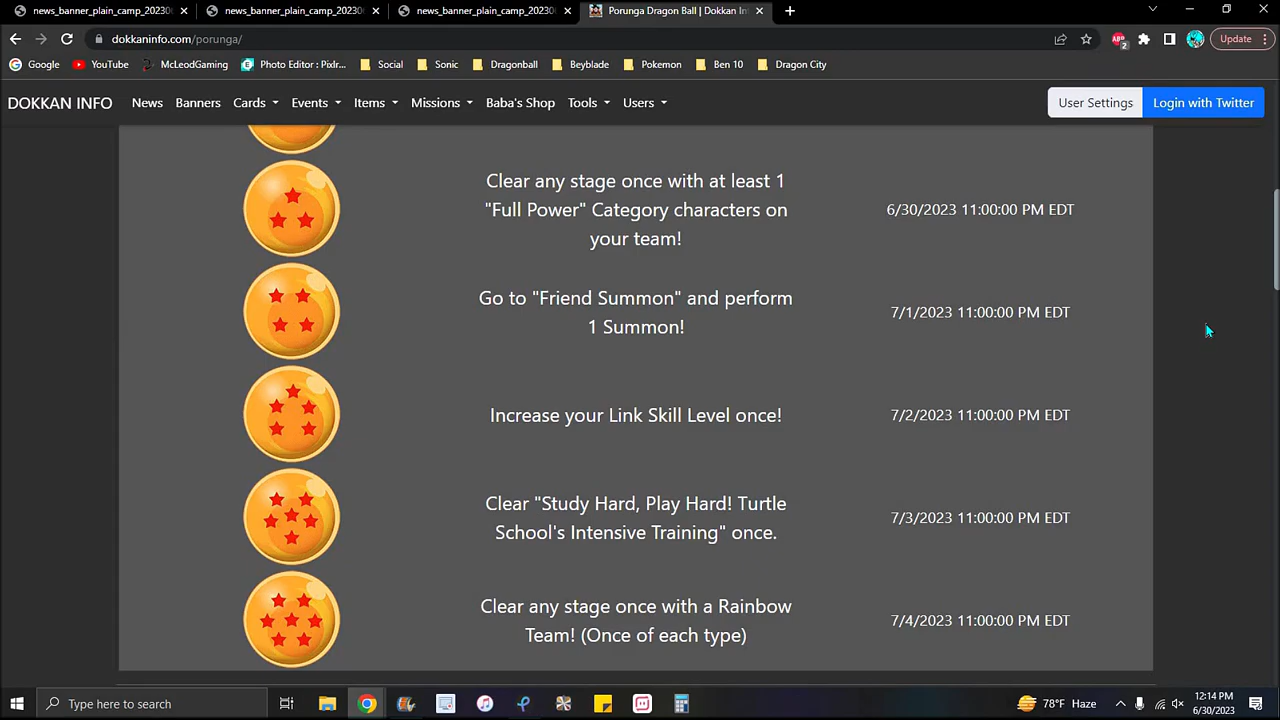 news_banner_plain_camp_20230
news_banner_plain_camp_20230
news_banner_plain_camp_20230
Porunga Dragon Ball | Dokkan In
dokkaninfo.com/porunga/
2
Update
Google
YouTube
McLeodGaming
Photo Editor : Pixlr...
Social
Sonic
Dragonball
Beyblade
Pokemon
Ben 10
Dragon City
DOKKAN INFO
News
Banners
Cards
Events
Items
Missions
Baba's Shop
Tools
Users
User Settings
Login with Twitter
Clear any stage once with at least 1
"Full Power" Category characters on
your team!
6/30/2023 11:00:00 PM EDT
Go to "Friend Summon" and perform
1 Summon!
7/1/2023 11:00:00 PM EDT
Increase your Link Skill Level once!
7/2/2023 11:00:00 PM EDT
Clear "Study Hard, Play Hard! Turtle
School's Intensive Training" once.
7/3/2023 11:00:00 PM EDT
Clear any stage once with a Rainbow
Team! (Once of each type)
7/4/2023 11:00:00 PM EDT
Type here to search
78°F Haze
12:14 PM
6/30/2023